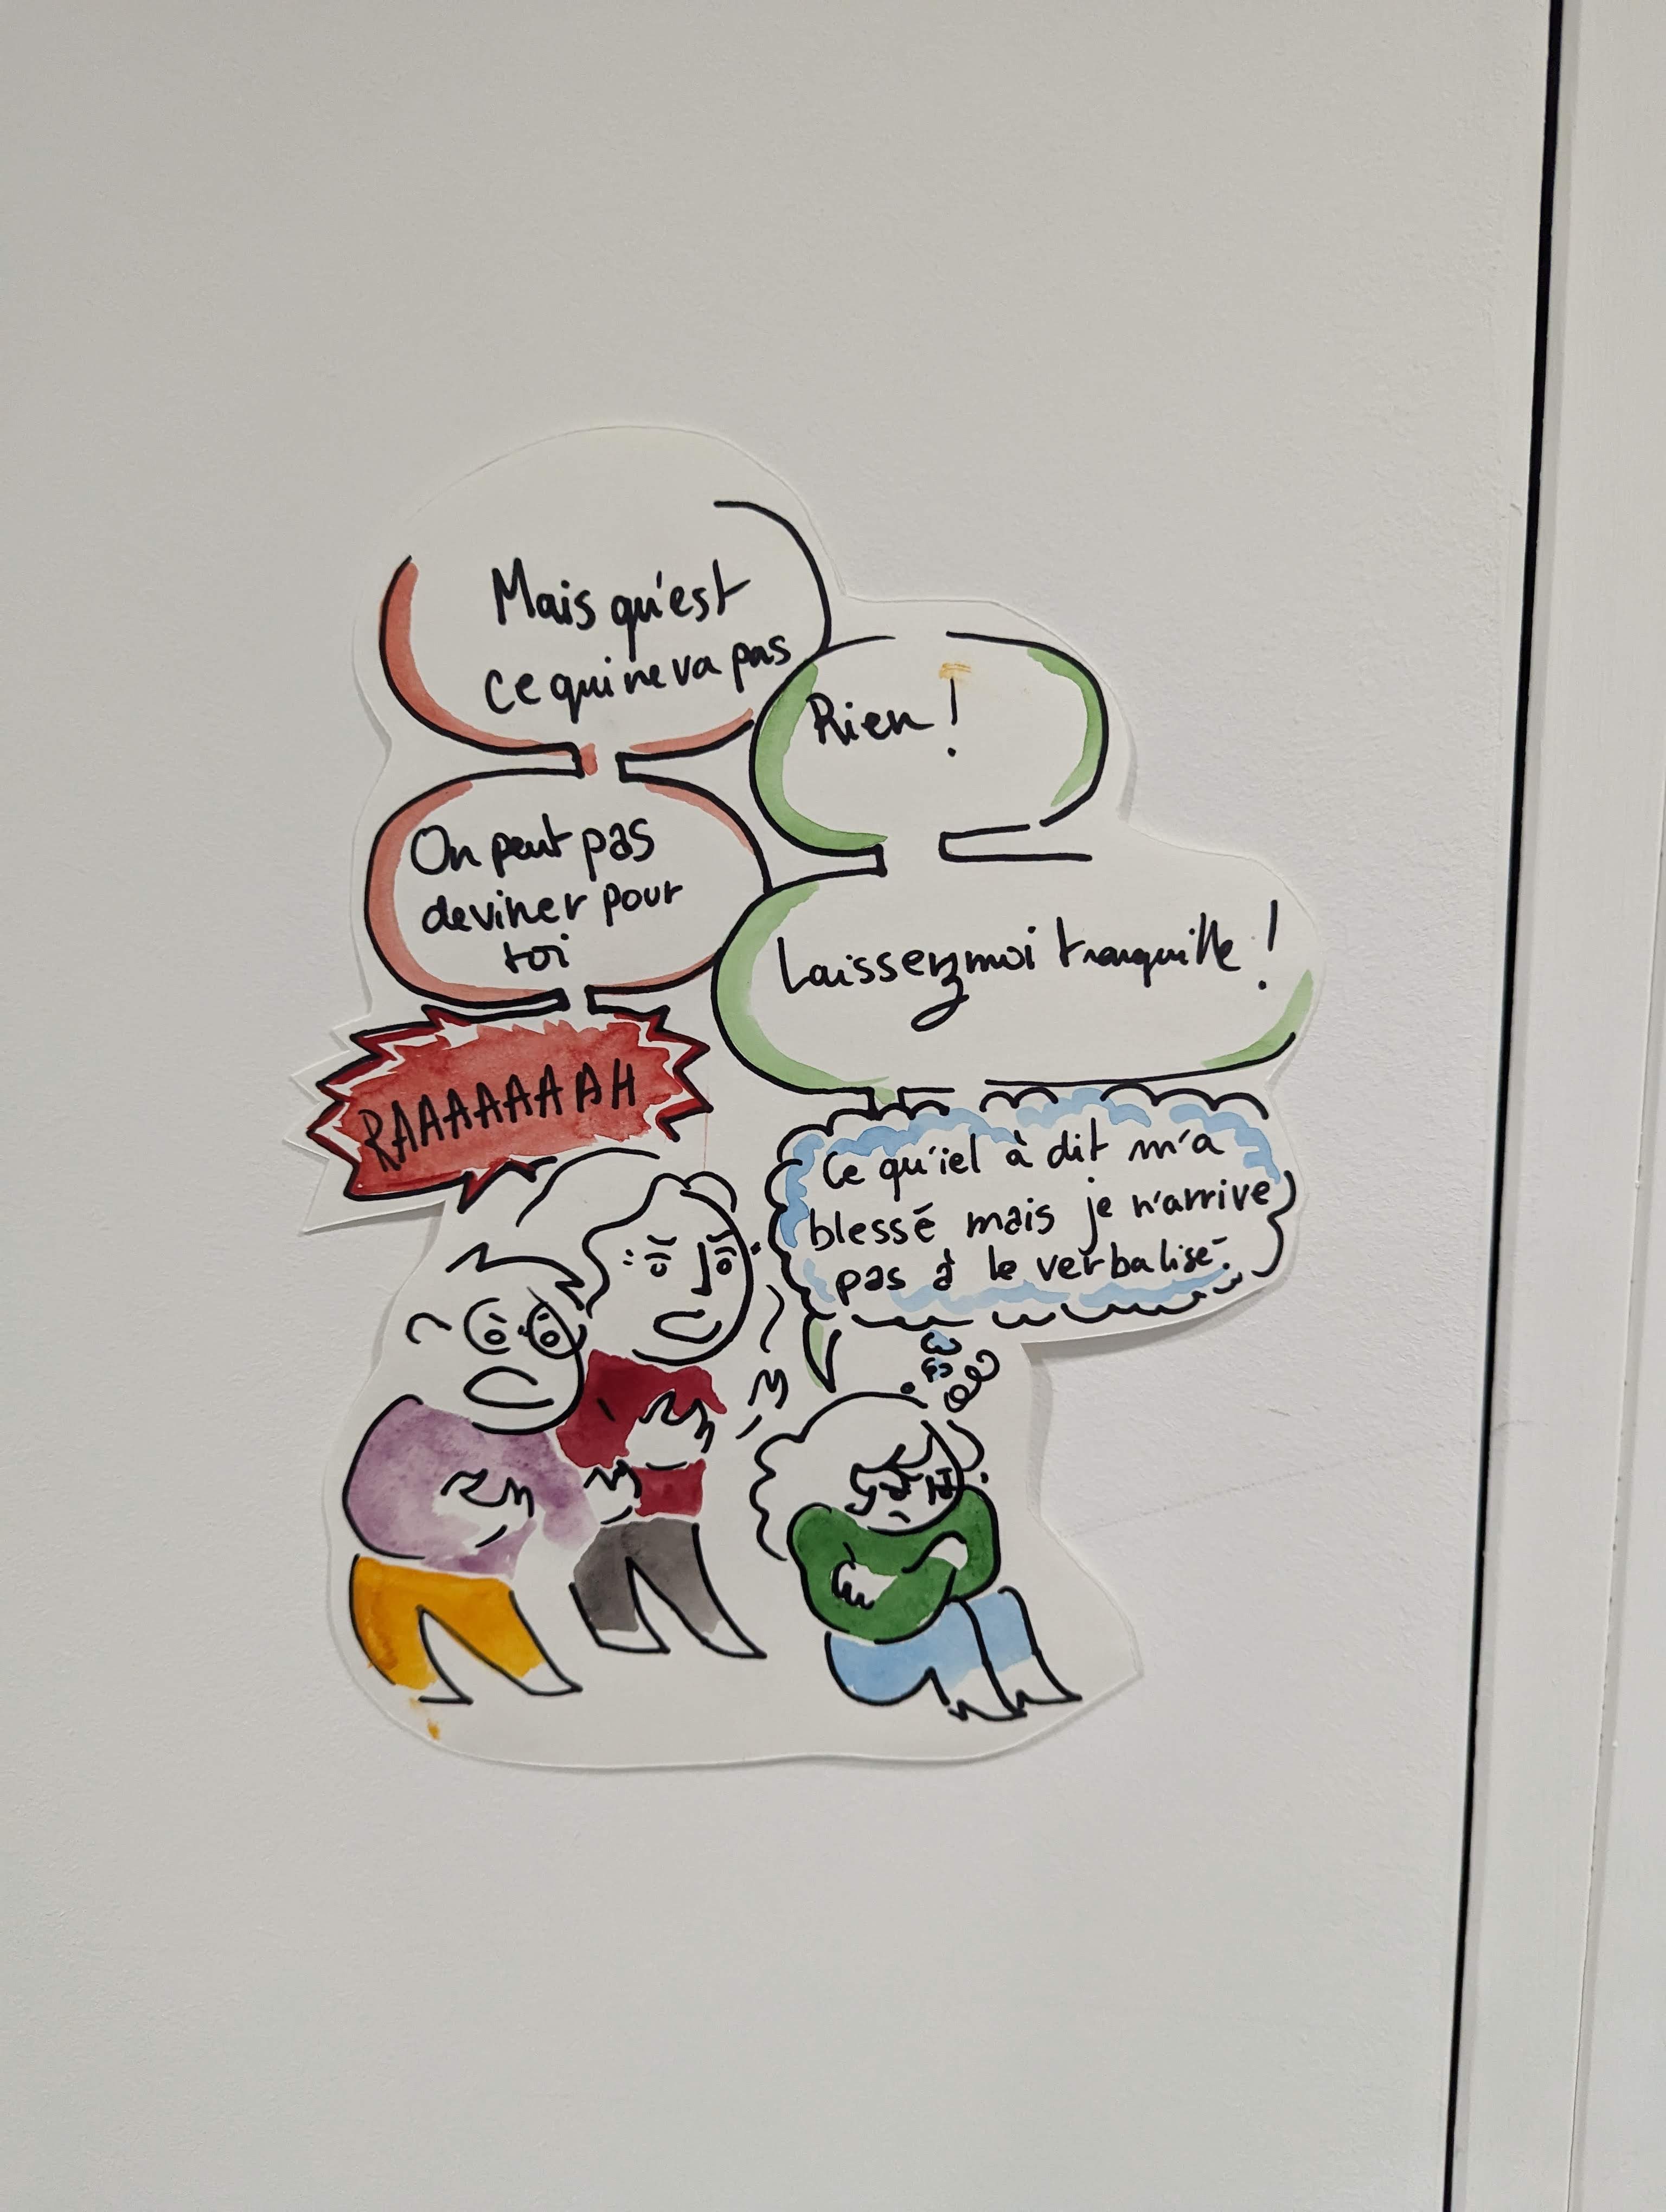 Mais qu'est
ce qui ne va pas
Rien !
On peut pas
deviner pour
toi
Laissez moi tranquille !
RAAAAAAAH
Ce qu'iel à dit m'a
blessé mais je n'arrive
pas à le verbalisé.